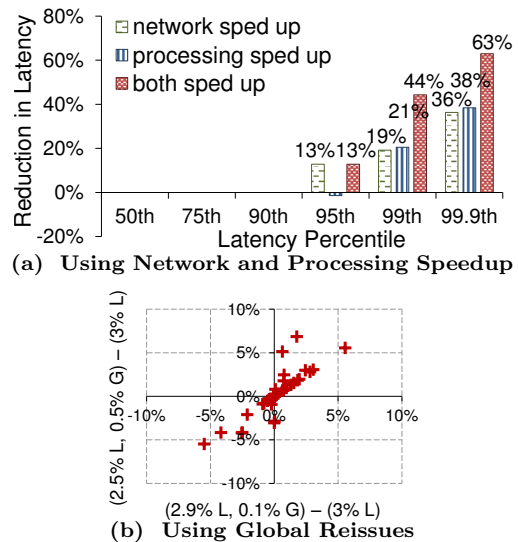 80%
60%
40%
20%
0%
-20%
Reduction in Latency
network sped up
processing sped up
both sped up
13%
13%
19%
21%
44%
36%
38%
63%
50th 75th 90th 95th 99th 99.9th
Latency Percentile
(a) Using Network and Processing Speedup
(2.5% L, 0.5% G) – (3% L)
10%
5%
0%
-5%
-10%
-10% -5% 0% 5% 10%
(2.9% L, 0.1% G) – (3% L)
(b) Using Global Reissues